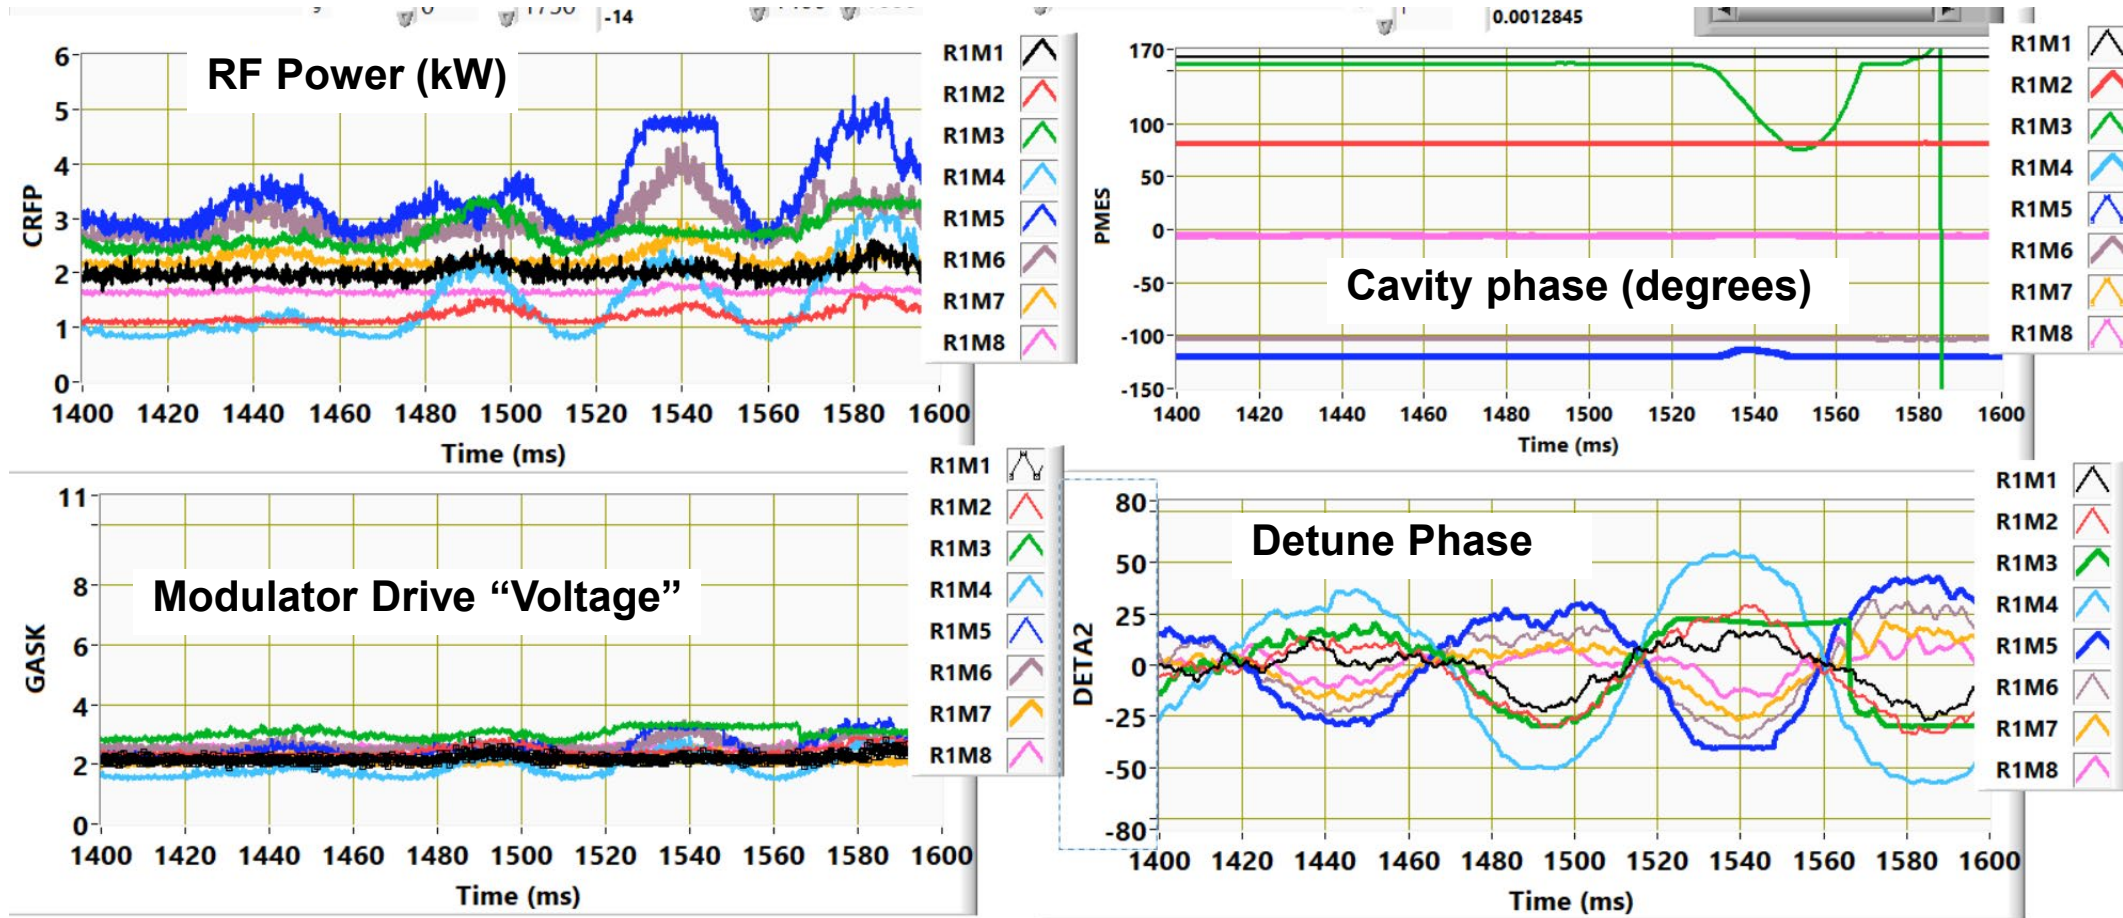 -14
0.0012845
RF Power (kW)
CRFP
6
5
4
3
2
1
0
1400 1420 1440 1460 1480 1500 1520 1540 1560 1580 1600
Time (ms)
R1M1
R1M2
R1M3
R1M4
R1M5
R1M6
R1M7
R1M8
Cavity phase (degrees)
PMES
170
100
50
0
-50
-100
-150
1400 1420 1440 1460 1480 1500 1520 1540 1560 1580 1600
Time (ms)
R1M1
R1M2
R1M3
R1M4
R1M5
R1M6
R1M7
R1M8
Modulator Drive “Voltage”
GASK
11
8
6
4
2
0
1400 1420 1440 1460 1480 1500 1520 1540 1560 1580 1600
Time (ms)
R1M1
R1M2
R1M3
R1M4
R1M5
R1M6
R1M7
R1M8
Detune Phase
DETA2
80
50
25
0
-25
-50
-80
1400 1420 1440 1460 1480 1500 1520 1540 1560 1580 1600
Time (ms)
R1M1
R1M2
R1M3
R1M4
R1M5
R1M6
R1M7
R1M8